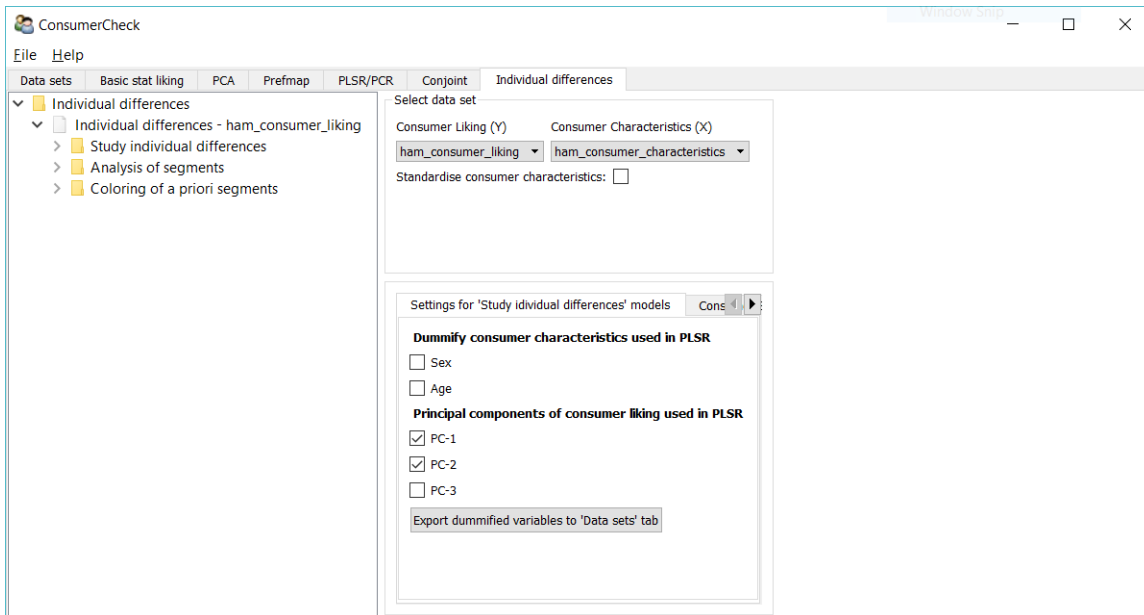 Window Snip
ConsumerCheck
File Help
Data sets Basic stat liking PCA Prefmap PLSR/PCR Conjoint Individual differences
Individual differences
Individual differences - ham_consumer_liking
Study individual differences
Analysis of segments
Coloring of a priori segments
Select data set
Consumer Liking (Y) Consumer Characteristics (X)
ham_consumer_liking ham_consumer_characteristics
Standardise consumer characteristics:
Settings for 'Study idividual differences' models
Dummify consumer characteristics used in PLSR
Sex
Age
Principal components of consumer liking used in PLSR
PC-1
PC-2
PC-3
Export dummified variables to 'Data sets' tab